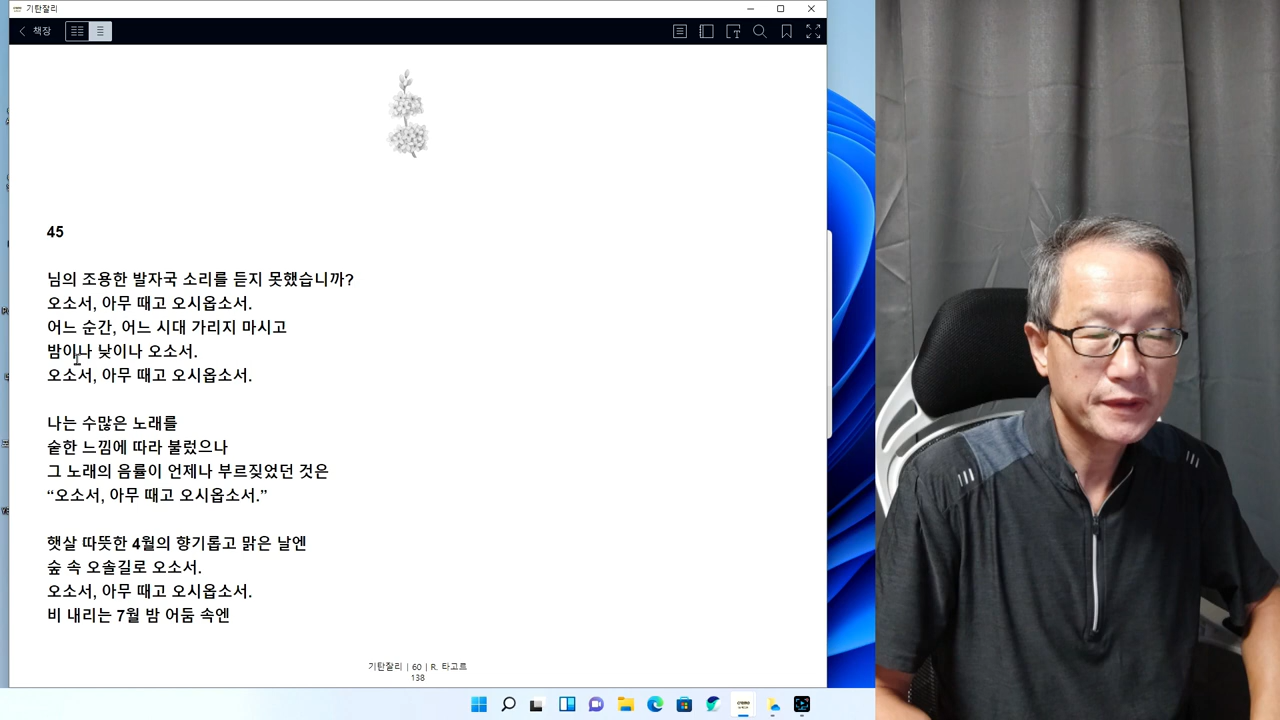 기탄잘리
책장
45
님의 조용한 발자국 소리를 듣지 못했습니까?
오소서, 아무 때고 오시옵소서.
어느 순간, 어느 시대 가리지 마시고
밤이나 낮이나 오소서.
오소서, 아무 때고 오시옵소서.
나는 수많은 노래를
숱한 느낌에 따라 불렀으나
그 노래의 음률이 언제나 부르짖었던 것은
“오소서, 아무 때고 오시옵소서.”
햇살 따뜻한 4월의 향기롭고 맑은 날엔
숲 속 오솔길로 오소서.
오소서, 아무 때고 오시옵소서.
비 내리는 7월 밤 어둠 속엔
기탄잘리 | 60 | R. 타고르
138